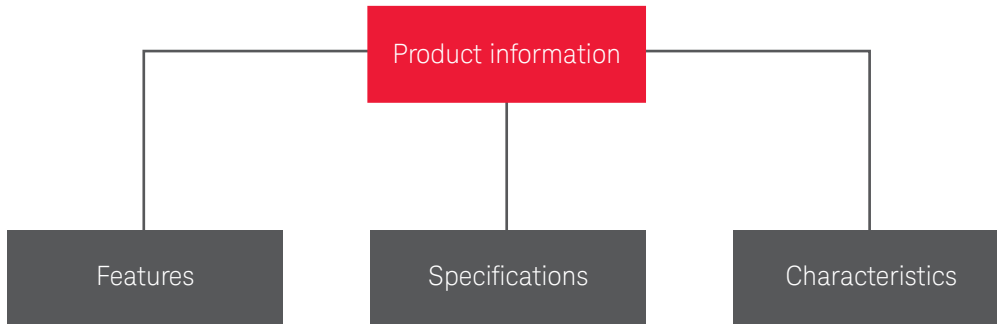 Product information
Features
Specifications
Characteristics